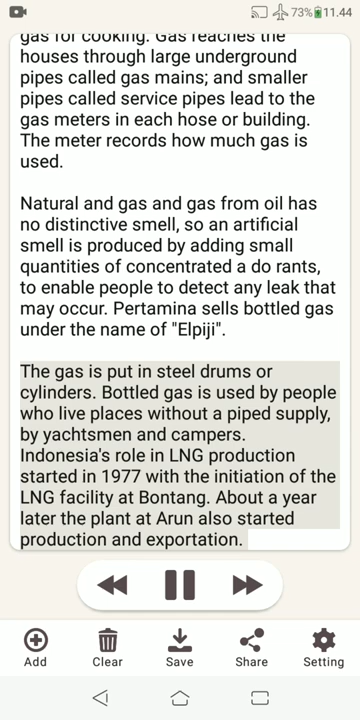 73% 11.44
gas for cooking. Gas reaches the
houses through large underground
pipes called gas mains; and smaller
pipes called service pipes lead to the
gas meters in each hose or building.
The meter records how much gas is
used.
Natural and gas and gas from oil has
no distinctive smell, so an artificial
smell is produced by adding small
quantities of concentrated a do rants,
to enable people to detect any leak that
may occur. Pertamina sells bottled gas
under the name of "Elpiji".
The gas is put in steel drums or
cylinders. Bottled gas is used by people
who live places without a piped supply,
by yachtsmen and campers.
Indonesia's role in LNG production
started in 1977 with the initiation of the
LNG facility at Bontang. About a year
later the plant at Arun also started
production and exportation.
Add Clear Save Share Setting